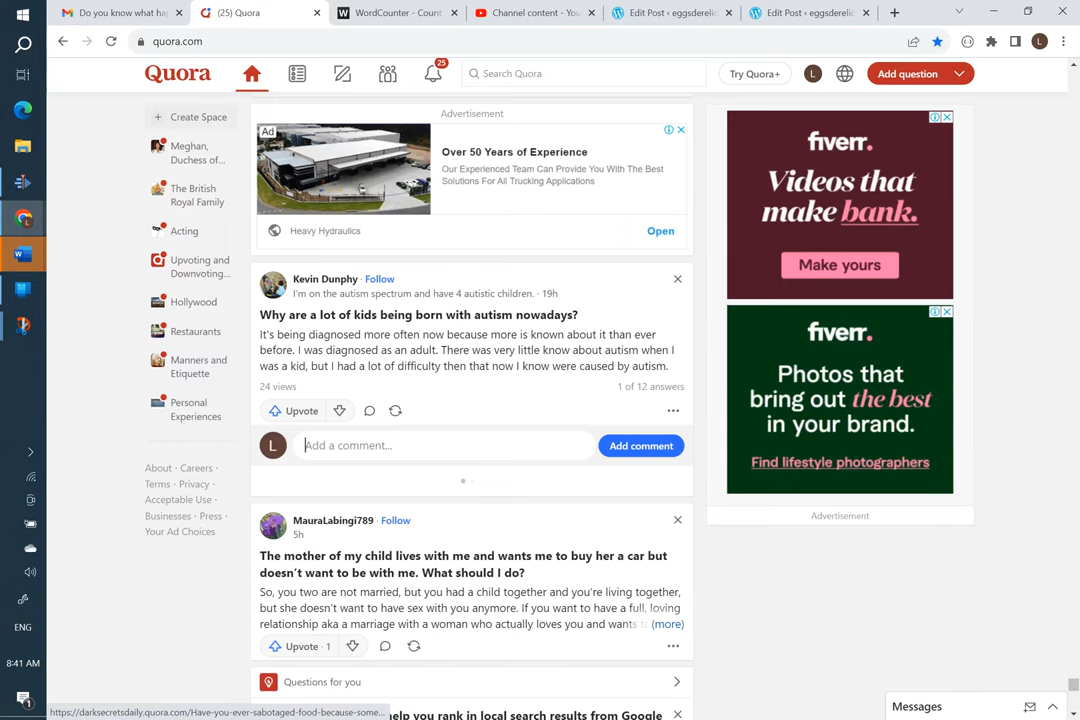 Do you know what ha
(25) Quora
WordCounter - Count
Channel content - You
Edit Post ‹ eggsderelic
Edit Post ‹ eggsderelic
quora.com
L
Quora
25
Search Quora
Try Quora+
L
Add question
Create Space
Meghan,
Duchess of...
The British
Royal Family
Acting
Upvoting and
Downvoting...
Hollywood
Restaurants
Manners and
Etiquette
Personal
Experiences
About · Careers ·
Terms · Privacy ·
Acceptable Use ·
Businesses · Press ·
Your Ad Choices
Advertisement
Ad
Over 50 Years of Experience
Our Experienced Team Can Provide You With The Best
Solutions For All Trucking Applications
Heavy Hydraulics
Open
Kevin Dunphy · Follow
I'm on the autism spectrum and have 4 autistic children. · 19h
Why are a lot of kids being born with autism nowadays?
It's being diagnosed more often now because more is known about it than ever
before. I was diagnosed as an adult. There was very little know about autism when I
was a kid, but I had a lot of difficulty then that now I know were caused by autism.
24 views
1 of 12 answers
Upvote
L
Add a comment...
Add comment
MauraLabingi789 · Follow
5h
The mother of my child lives with me and wants me to buy her a car but
doesn't want to be with me. What should I do?
So, you two are not married, but you had a child together and you're living together,
but she doesn't want to have sex with you anymore. If you want to have a full, loving
relationship aka a marriage with a woman who actually loves you and wants to (more)
Upvote · 1
Questions for you
help you rank in local search results from Google
fiverr.
Videos that
make bank.
Make yours
fiverr.
Photos that
bring out the best
in your brand.
Find lifestyle photographers
Advertisement
Messages
ENG
8:41 AM
1
https://darksecretsdaily.quora.com/Have-you-ever-sabotaged-food-because-some...